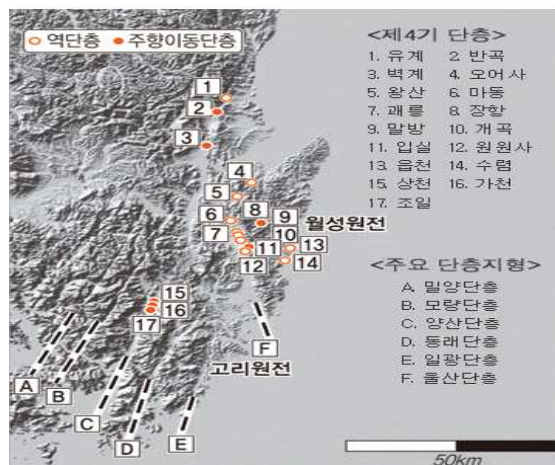 역단층 주향이동단층
<제4기 단층>
1. 유계 2 반곡
3. 벽계 4. 모어사
5. 왕산 6. 마동
7. 괘릉 8. 장항
9. 말방 10. 개곡
11. 입실 12. 원원사
13. 읍천 14. 수렴
15. 상천 16. 가천
17. 조일
<주요 단층지형>
A. 밀양단층
B. 모량단층
C. 양산단층
D. 동래단층
E. 일광단층
F. 울산단층
1
2
3
4
5
6
7
8
9
10
11
12
13
14
월성원전
15
16
17
고리원전
A
B
C
D
E
F
50km